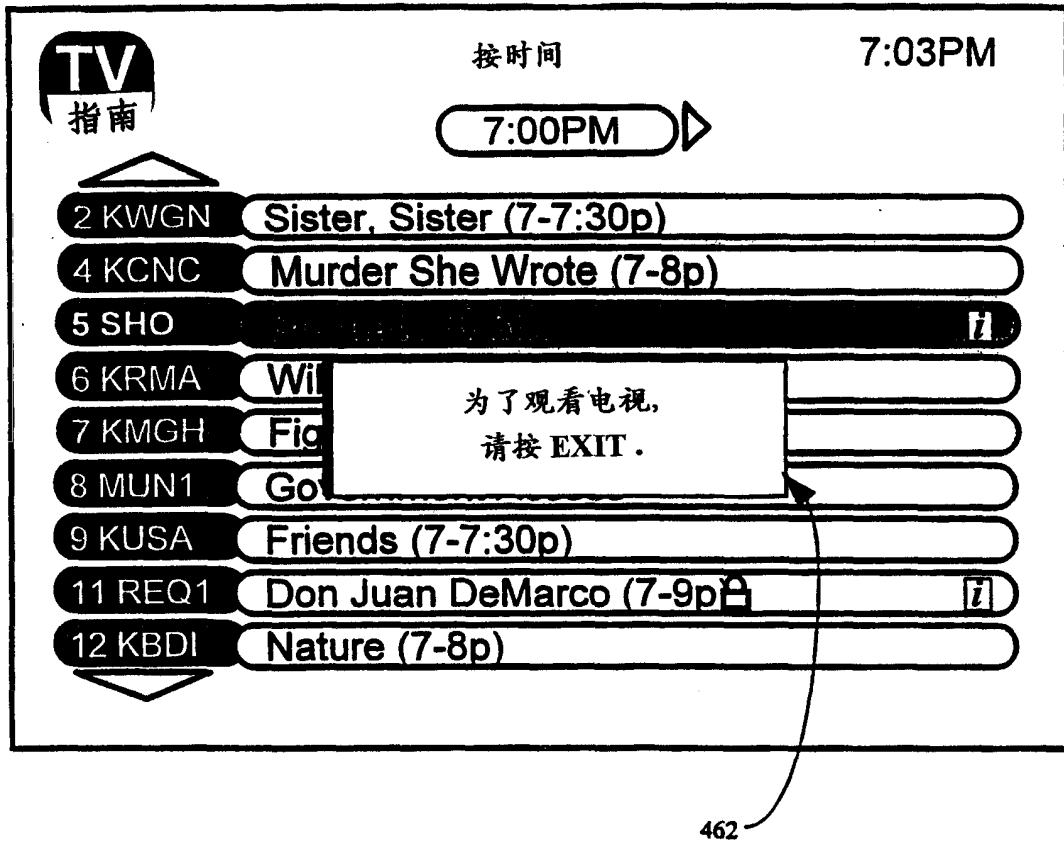 TV
指南
按时间
7:03PM
7:00PM
2 KWGN Sister, Sister (7-7:30p)
4 KCNC Murder She Wrote (7-8p)
5 SHO i
6 KRMA
7 KMGH
8 MUN1
为了观看电视,
请按 EXIT .
9 KUSA Friends (7-7:30p)
11 REQ1 Don Juan DeMarco (7-9p i
12 KBDI Nature (7-8p)
462